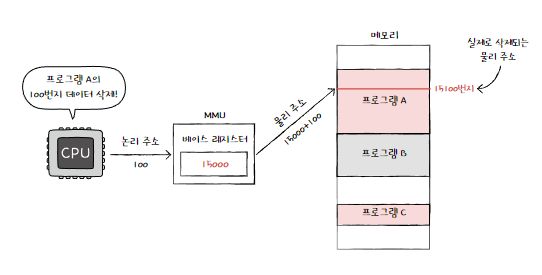 프로그램 A의
100번지 데이터 삭제!
CPU
논리 주소
100
MMU
베이스 레지스터
15000
물리 주소
15000+100
메모리
프로그램 A
프로그램 B
프로그램 C
15100번지
실제로 삭제되는
물리 주소